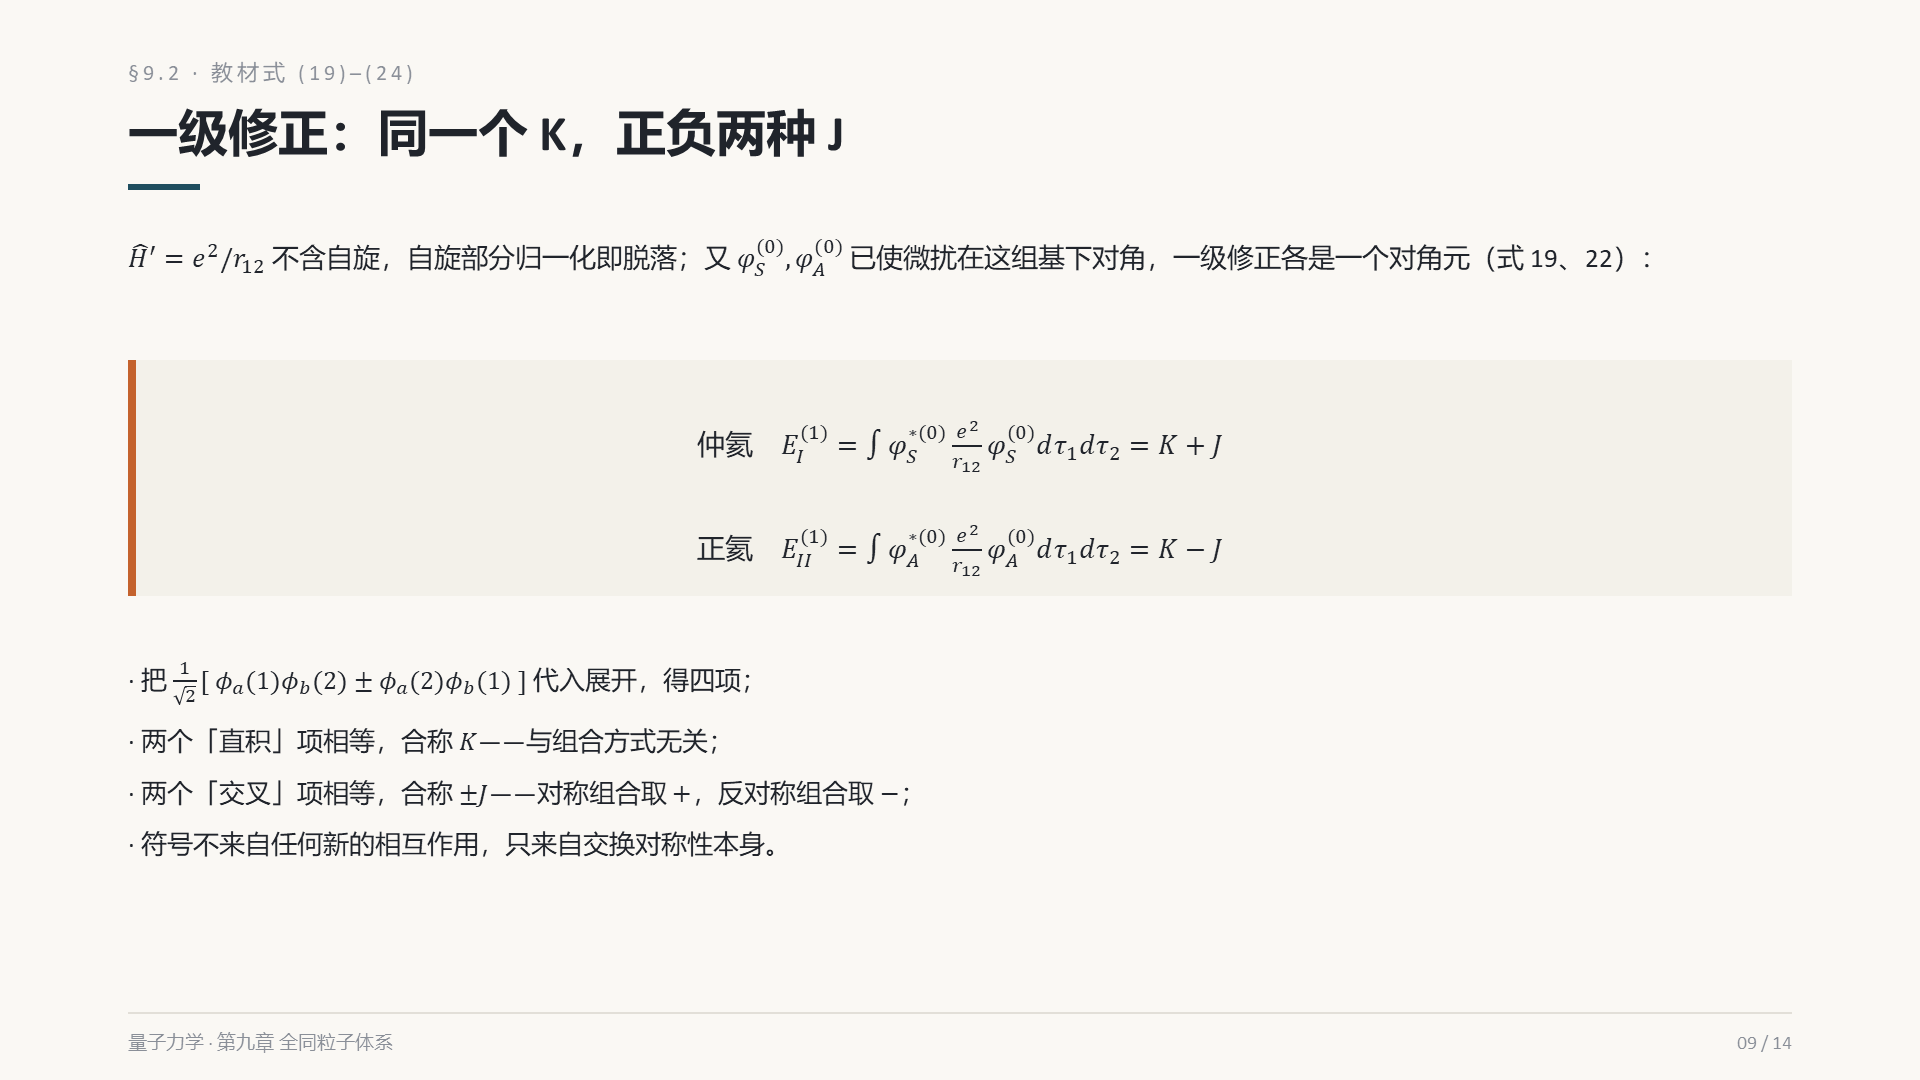 §9.2 · 教材式 (19)–(24)
一级修正：同一个 K，正负两种 J
Ĥ′ = e²/r₁₂ 不含自旋，自旋部分归一化即脱落；又 φ_S^(0), φ_A^(0) 已使微扰在这组基下对角，一级修正各是一个对角元（式 19、22）：
仲氦 E_I^(1) = ∫ φ_S^*(0) e²/r₁₂ φ_S^(0) dτ₁dτ₂ = K + J
正氦 E_II^(1) = ∫ φ_A^*(0) e²/r₁₂ φ_A^(0) dτ₁dτ₂ = K − J
· 把 1/√2 [ ϕ_a(1)ϕ_b(2) ± ϕ_a(2)ϕ_b(1) ] 代入展开，得四项；
· 两个「直积」项相等，合称 K——与组合方式无关；
· 两个「交叉」项相等，合称 ±J——对称组合取 +，反对称组合取 −；
· 符号不来自任何新的相互作用，只来自交换对称性本身。
量子力学 · 第九章 全同粒子体系
09 / 14